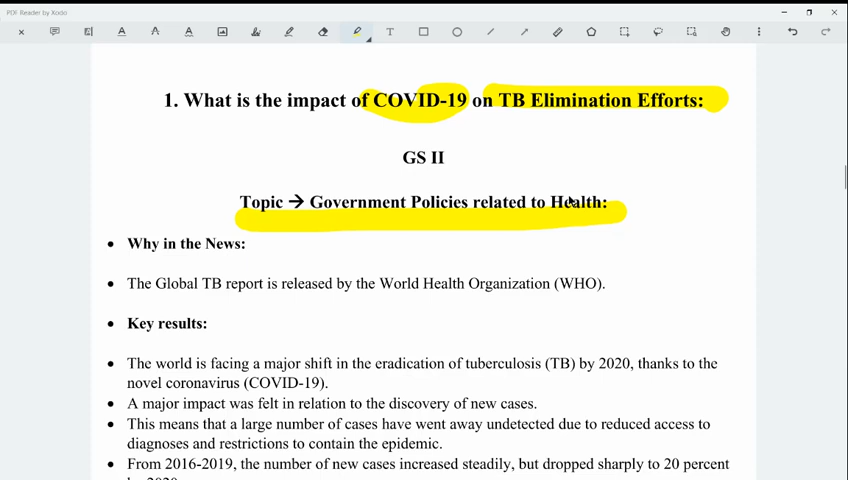 PDF Reader by Xodo
T
1. What is the impact of COVID-19 on TB Elimination Efforts:
GS II
Topic → Government Policies related to Health:
• Why in the News:
• The Global TB report is released by the World Health Organization (WHO).
• Key results:
• The world is facing a major shift in the eradication of tuberculosis (TB) by 2020, thanks to the
novel coronavirus (COVID-19).
• A major impact was felt in relation to the discovery of new cases.
• This means that a large number of cases have went away undetected due to reduced access to
diagnoses and restrictions to contain the epidemic.
• From 2016-2019, the number of new cases increased steadily, but dropped sharply to 20 percent
by 2020